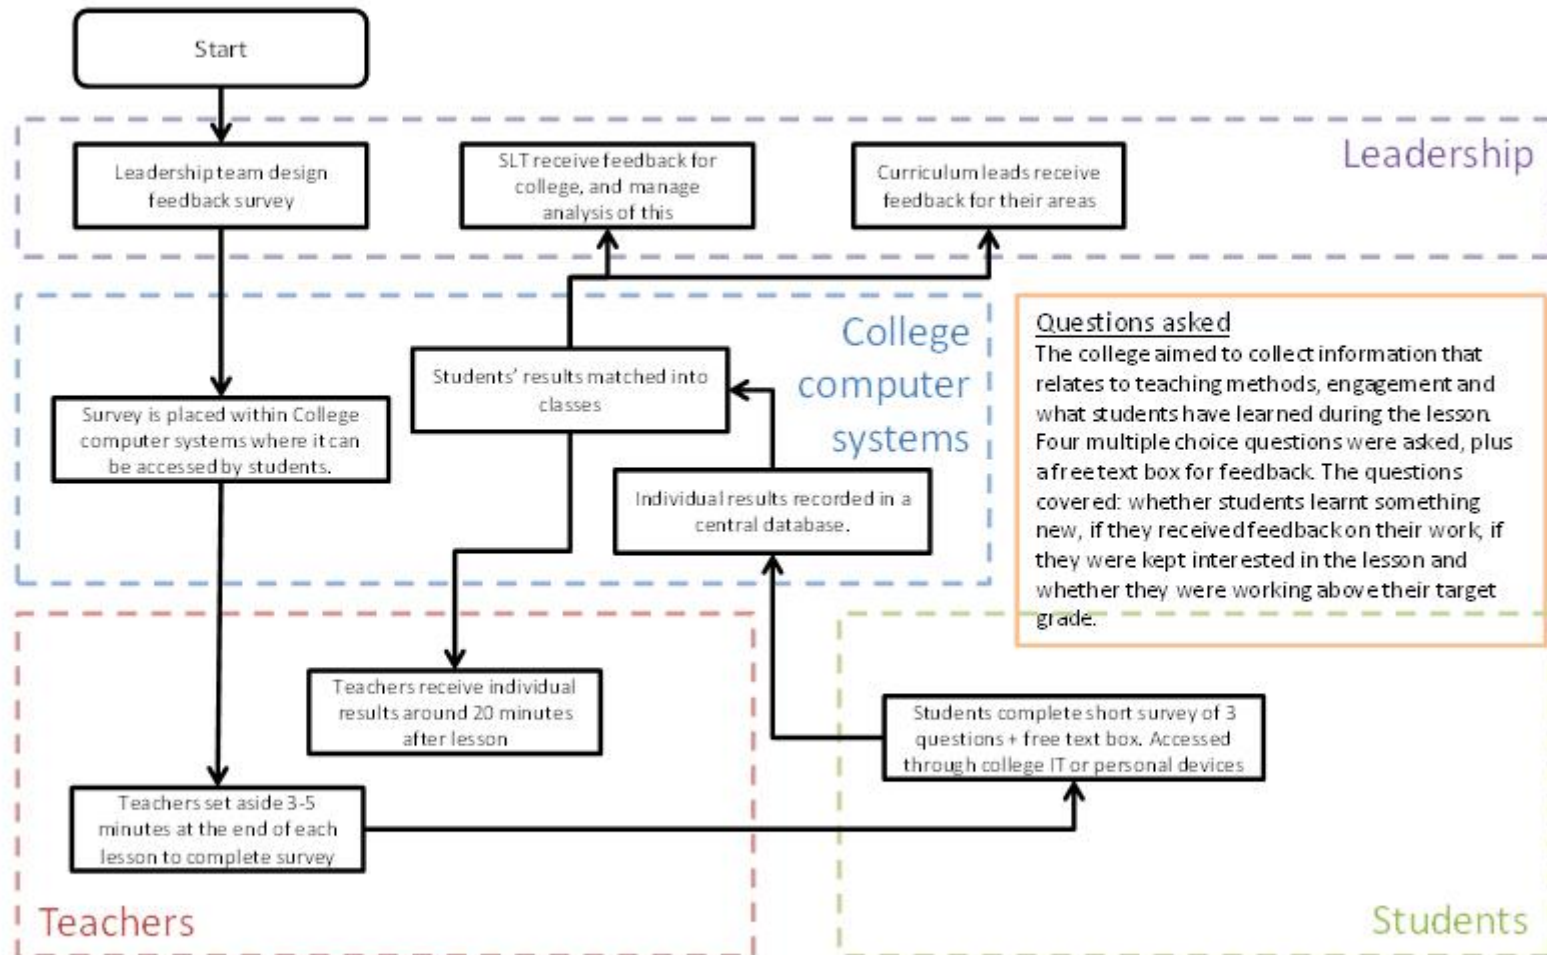 Start
Leadership
Leadership team design
feedback survey
SLT receive feedback for
college, and manage
analysis of this
Curriculum leads receive
feedback for their areas
College
computer
systems
Students' results matched into
classes
Survey is placed within College
computer systems where it can
be accessed by students.
Individual results recorded in a
central database.
Questions asked
The college aimed to collect information that
relates to teaching methods, engagement and
what students have learned during the lesson.
Four multiple choice questions were asked, plus
a free text box for feedback. The questions
covered: whether students learnt something
new, if they received feedback on their work, if
they were kept interested in the lesson and
whether they were working above their target
grade.
Teachers receive individual
results around 20 minutes
after lesson
Students complete short survey of 3
questions + free text box. Accessed
through college IT or personal devices
Teachers set aside 3-5
minutes at the end of each
lesson to complete survey
Teachers
Students